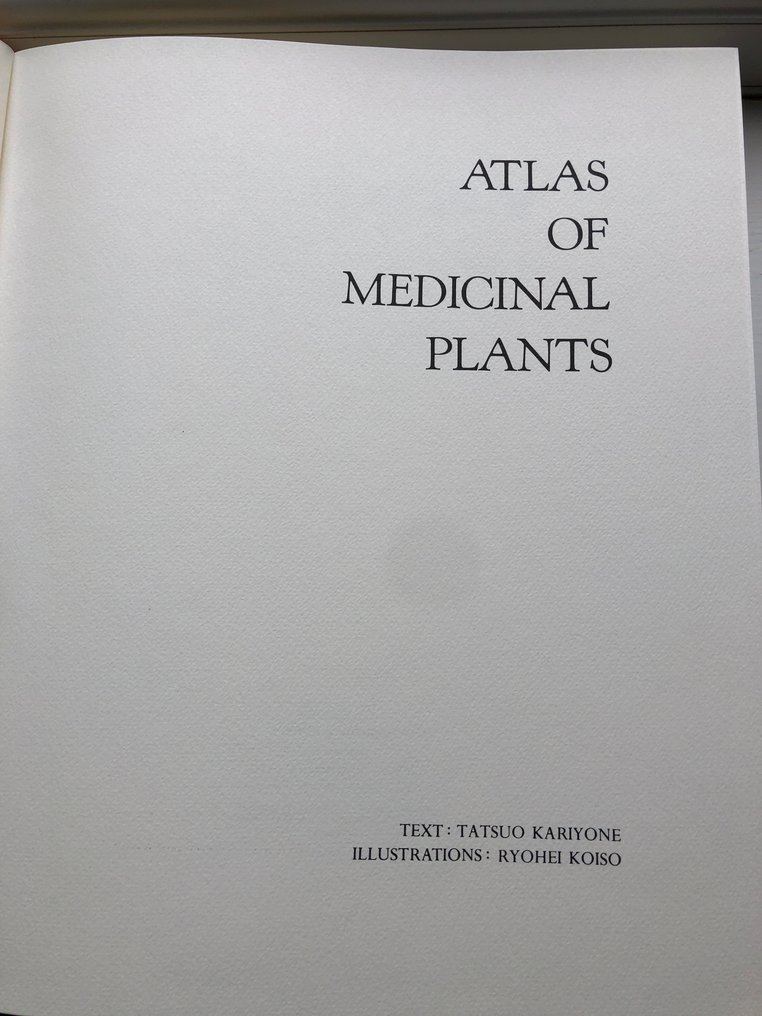 ATLAS
OF
MEDICINAL
PLANTS
TEXT: TATSUO KARIYONE
ILLUSTRATIONS: RYOHEI KOISO